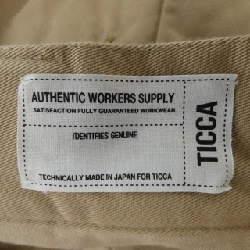 AUTHENTIC WORKERS SUPPLY
SATISFACTION FULLY GUARANTEED WORKWEAR
IDENTIFIES GENUINE
TECHNICALLY MADE IN JAPAN FOR TICCA
TICCA